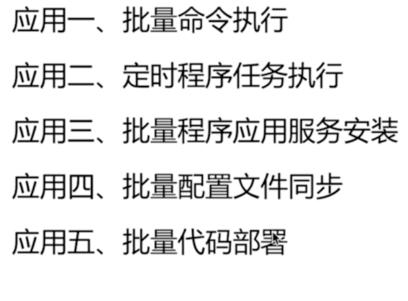 应用一、批量命令执行
应用二、定时程序任务执行
应用三、批量程序应用服务安装
应用四、批量配置文件同步
应用五、批量代码部署